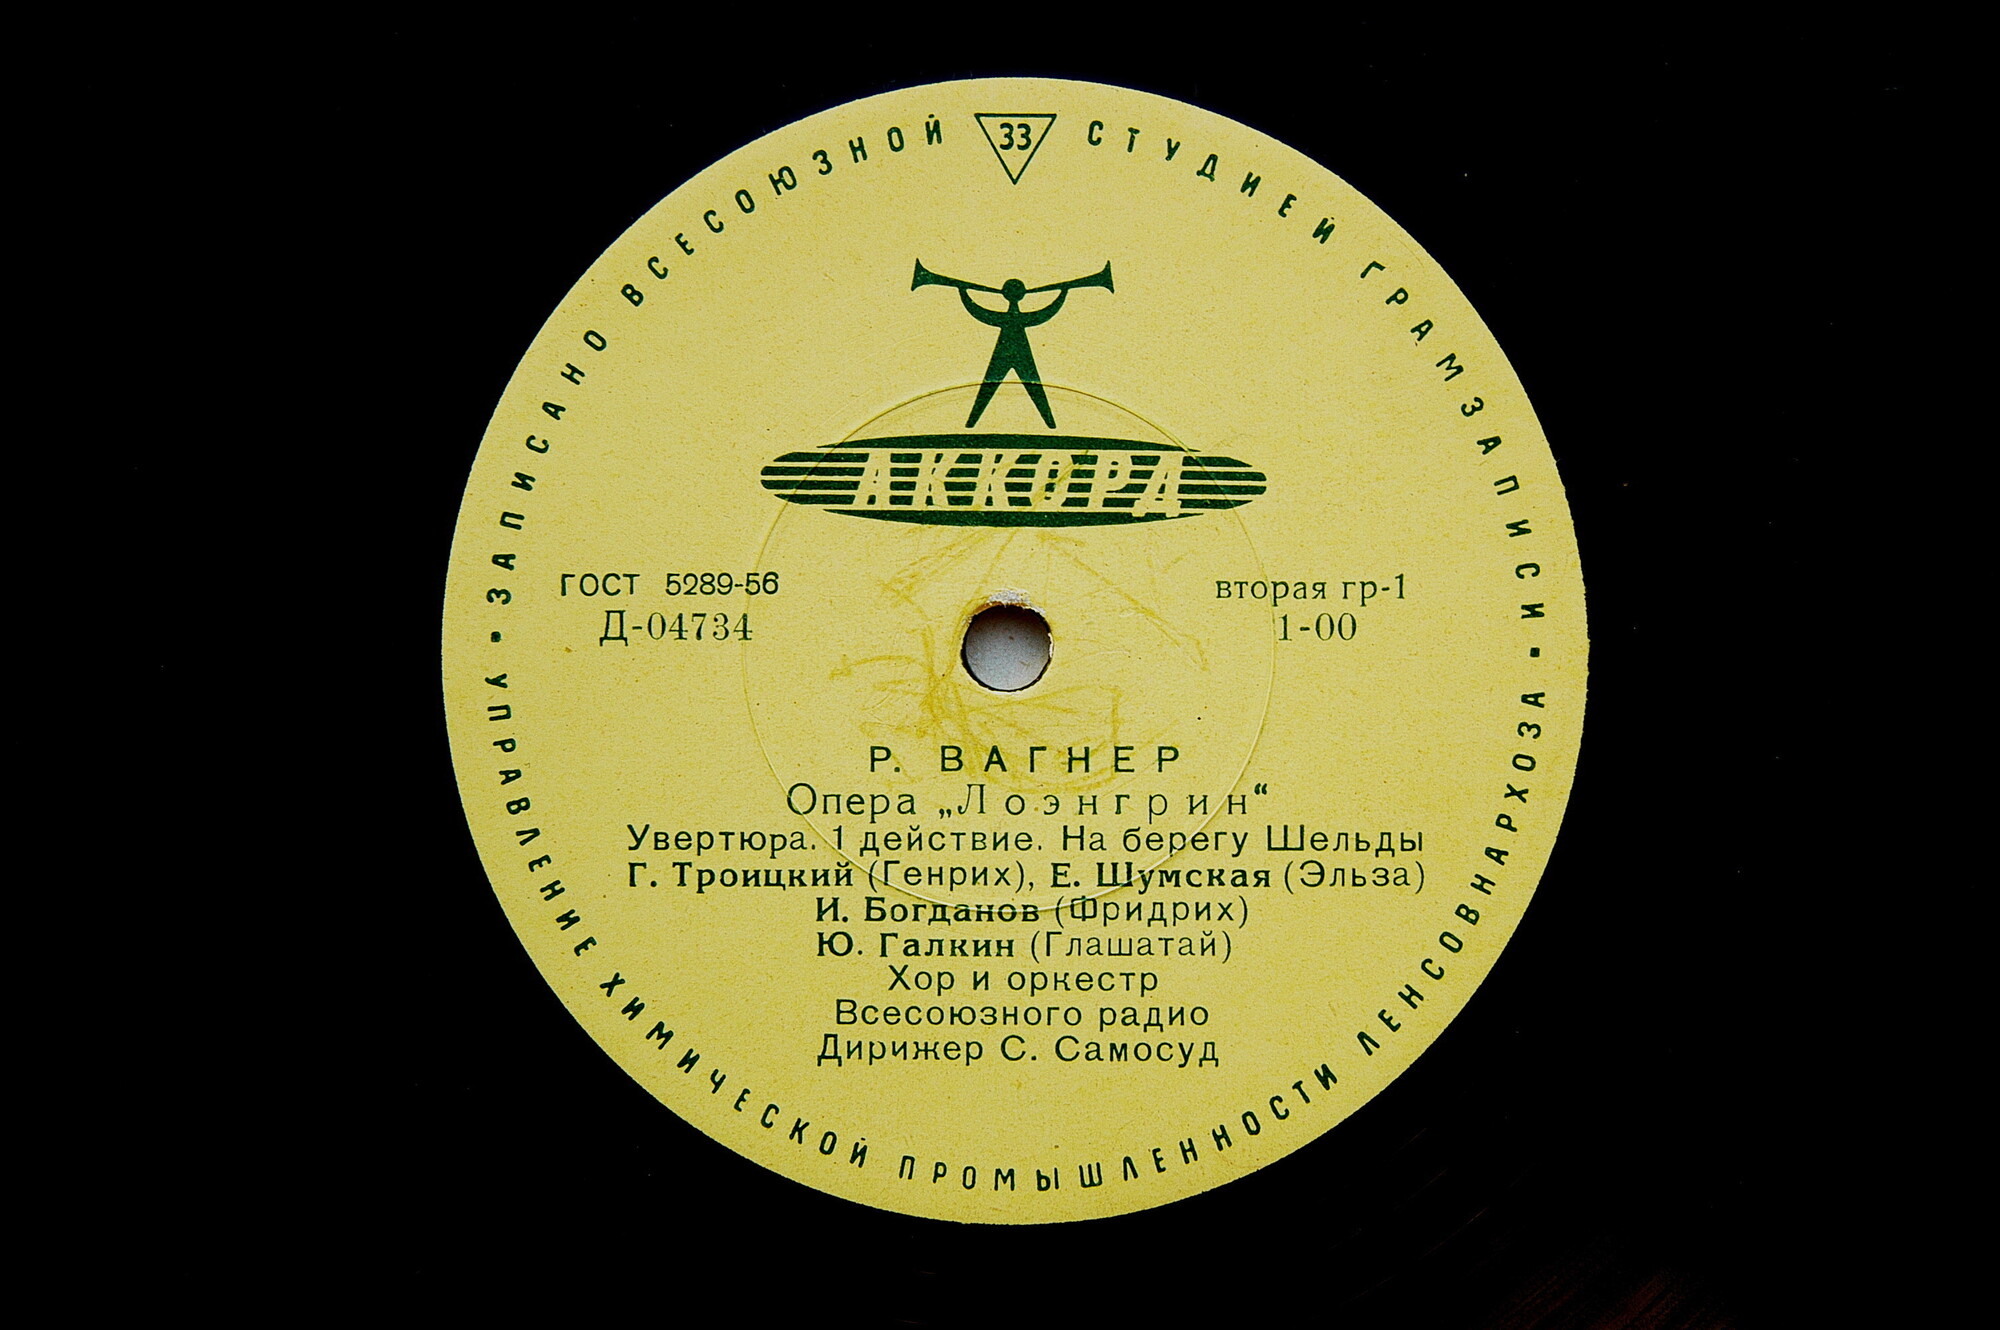 ЗАПИСАНО ВСЕСОЮЗНОЙ СТУДИЕЙ ГРАМЗАПИСИ •
33
АККОРД
ГОСТ 5289-56
Д-04734
вторая гр-1
1-00
Р. ВАГНЕР
Опера „Лоэнгрин“
Увертюра. 1 действие. На берегу Шельды
Г. Троицкий (Генрих), Е. Шумская (Эльза)
И. Богданов (Фридрих)
Ю. Галкин (Глашатай)
Хор и оркестр
Всесоюзного радио
Дирижер С. Самосуд
УПРАВЛЕНИЕ ХИМИЧЕСКОЙ ПРОМЫШЛЕННОСТИ ЛЕНСОВНАРХОЗА •